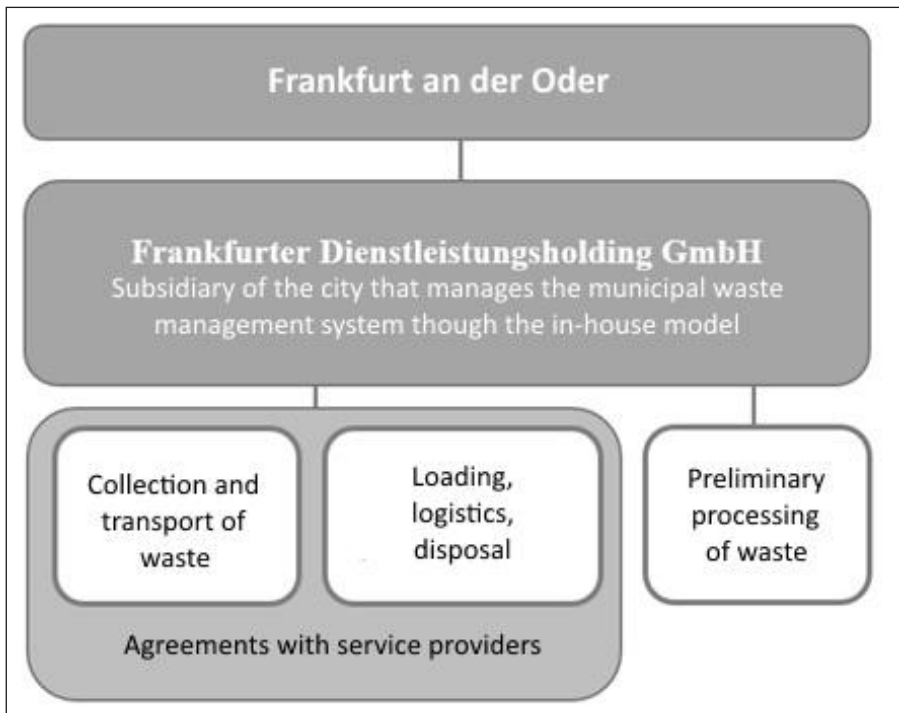 Frankfurt an der Oder
Frankfurter Dienstleistungsholding GmbH
Subsidiary of the city that manages the municipal waste
management system though the in-house model
Collection and
transport of
waste
Loading,
logistics,
disposal
Preliminary
processing
of waste
Agreements with service providers